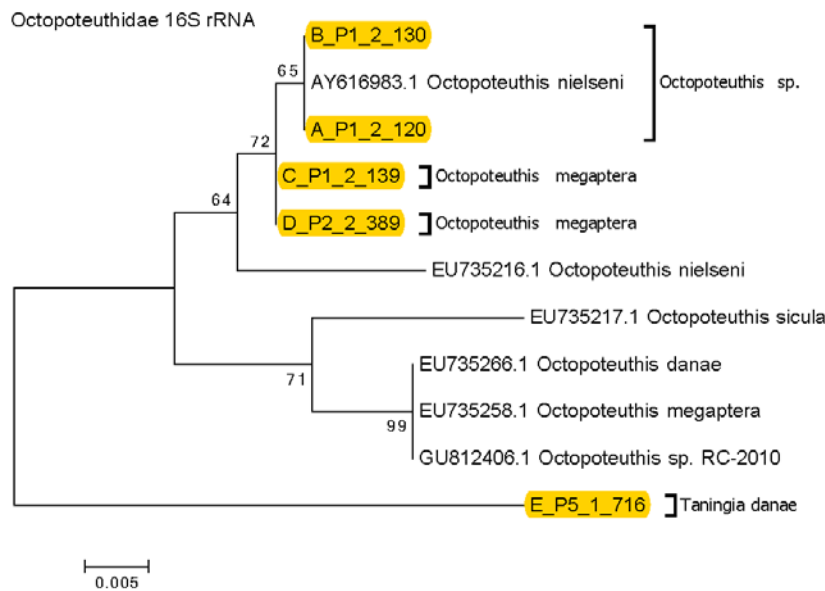 Octopoteuthidae 16S rRNA
B_P1_2_130
65
AY616983.1 Octopoteuthis nielseni
Octopoteuthis sp.
A_P1_2_120
72
C_P1_2_139
Octopoteuthis megaptera
64
D_P2_2_389
Octopoteuthis megaptera
EU735216.1 Octopoteuthis nielseni
EU735217.1 Octopoteuthis sicula
71
EU735266.1 Octopoteuthis danae
EU735258.1 Octopoteuthis megaptera
99
GU812406.1 Octopoteuthis sp. RC-2010
E_P5_1_716
Taningia danae
0.005